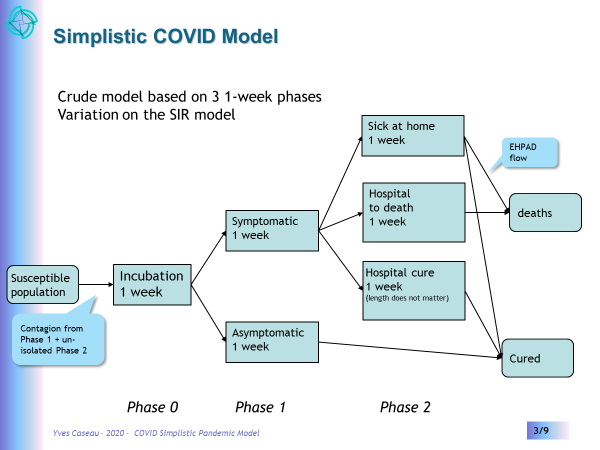 Simplistic COVID Model
Crude model based on 3 1-week phases
Variation on the SIR model
Sick at home
1 week
EHPAD
flow
Hospital
to death
1 week
deaths
Symptomatic
1 week
Susceptible
population
Incubation
1 week
Hospital cure
1 week
(length does not matter)
Contagion from
Phase 1 + un-
isolated Phase 2
Asymptomatic
1 week
Cured
Phase 0
Phase 1
Phase 2
Yves Caseau - 2020 - COVID Simplistic Pandemic Model
3/9